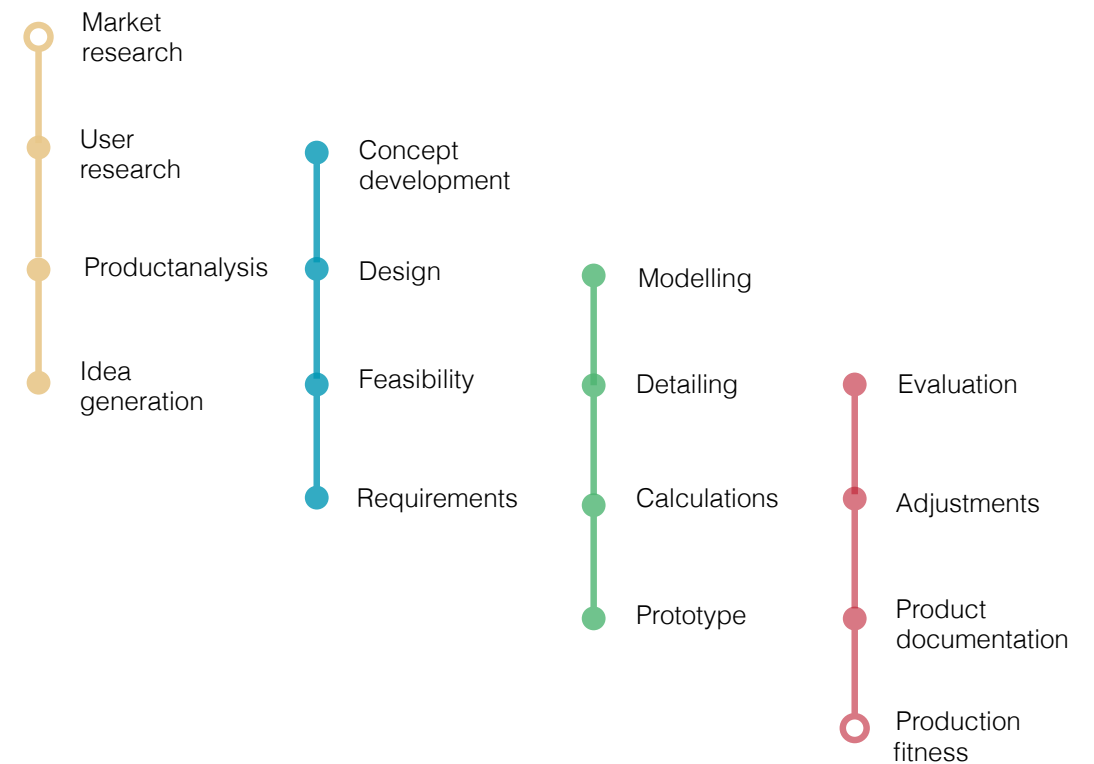 Market
research
User
research
Productanalysis
Idea
generation
Concept
development
Design
Feasibility
Requirements
Modelling
Detailing
Calculations
Prototype
Evaluation
Adjustments
Product
documentation
Production
fitness